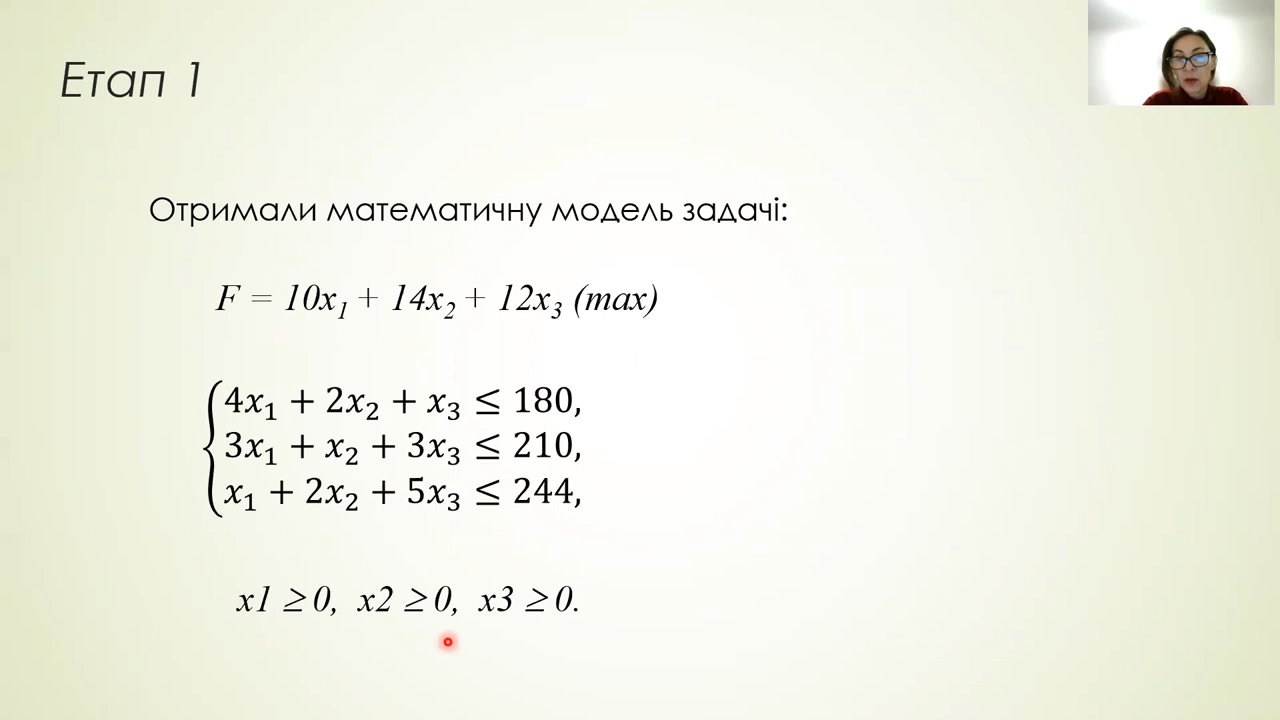 Етап 1
Отримали математичну модель задачі:
F = 10x₁ + 14x₂ + 12x₃ (max)
4x₁ + 2x₂ + x₃ ≤ 180,
3x₁ + x₂ + 3x₃ ≤ 210,
x₁ + 2x₂ + 5x₃ ≤ 244,
x1 ≥ 0, x2 ≥ 0, x3 ≥ 0.